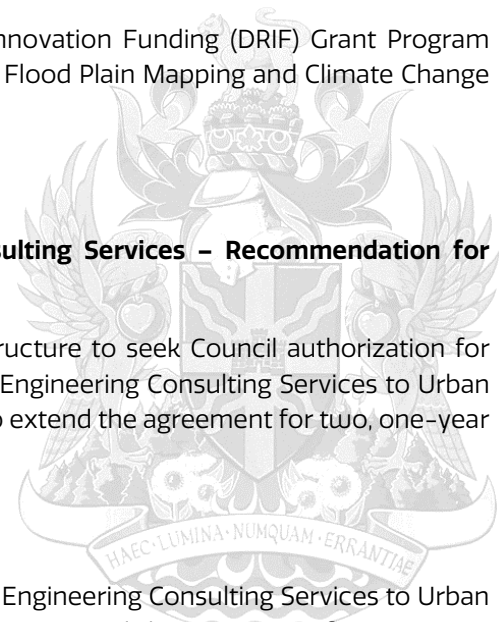 nnovation Funding (DRIF) Grant Program
Flood Plain Mapping and Climate Change
sulting Services – Recommendation for
ructure to seek Council authorization for
Engineering Consulting Services to Urban
o extend the agreement for two, one-year
HAEC·LUMINA·NUMQUAM·ERRANTIAE
Engineering Consulting Services to Urban